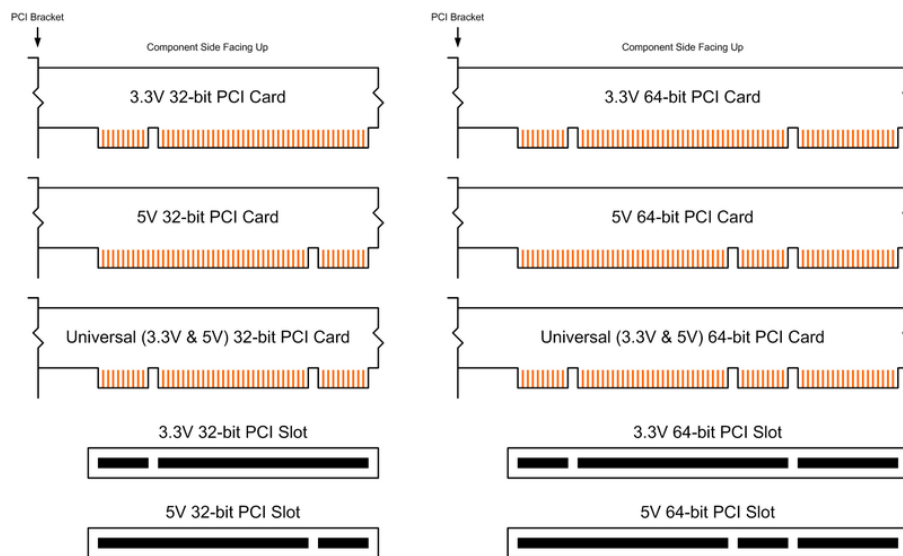 PCI Bracket
Component Side Facing Up
3.3V 32-bit PCI Card
5V 32-bit PCI Card
Universal (3.3V & 5V) 32-bit PCI Card
3.3V 32-bit PCI Slot
5V 32-bit PCI Slot
PCI Bracket
Component Side Facing Up
3.3V 64-bit PCI Card
5V 64-bit PCI Card
Universal (3.3V & 5V) 64-bit PCI Card
3.3V 64-bit PCI Slot
5V 64-bit PCI Slot